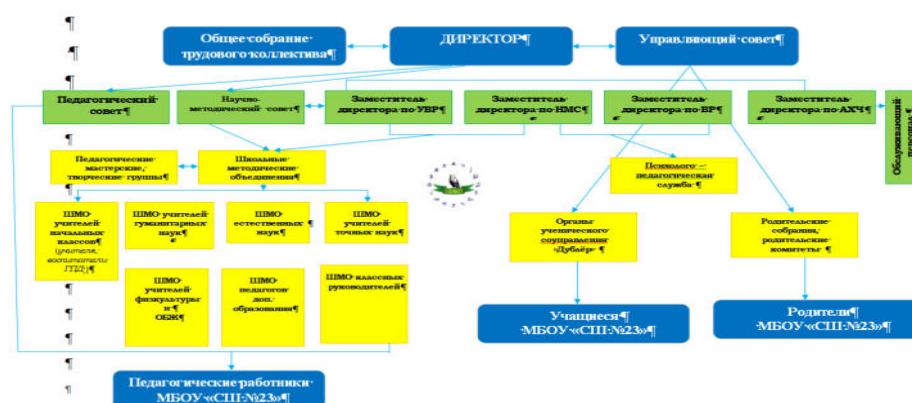 Общее собрание
трудового коллектива¶
ДИРЕКТОР¶
Управляющий совет¶
Педагогический
совет¶
Научно-
методический совет¶
Заместитель
директора по УВР¶
Заместитель
директора по НМС¶
¶
Заместитель
директора по ВР¶
Заместитель
директора по АХЧ¶
¶
Обслуживающий
персонал¶
Педагогические
мастерские,
творческие группы¶
Школьные
методические
объединения¶
Психолого –
педагогическая
служба ¶
ШМО
учителей
начальных
классов¶
(учителя,
воспитатели
ГПД)¶
ШМО учителей
гуманитарных
наук¶
¶
ШМО
естественных ¶
наук¶
ШМО
учителей
точных наук¶
Органы
ученического
соуправления
«Дублёр» ¶
Родительские
собрания,
родительские
комитеты ¶
ШМО
учителей
физкультуры
и ¶
ОБЖ¶
ШМО
педагогов
доп.
образования¶
ШМО классных
руководителей¶
Учащиеся¶
МБОУ «СШ №23»¶
Родители¶
МБОУ «СШ №23»¶
Педагогические работники
МБОУ «СШ №23»¶